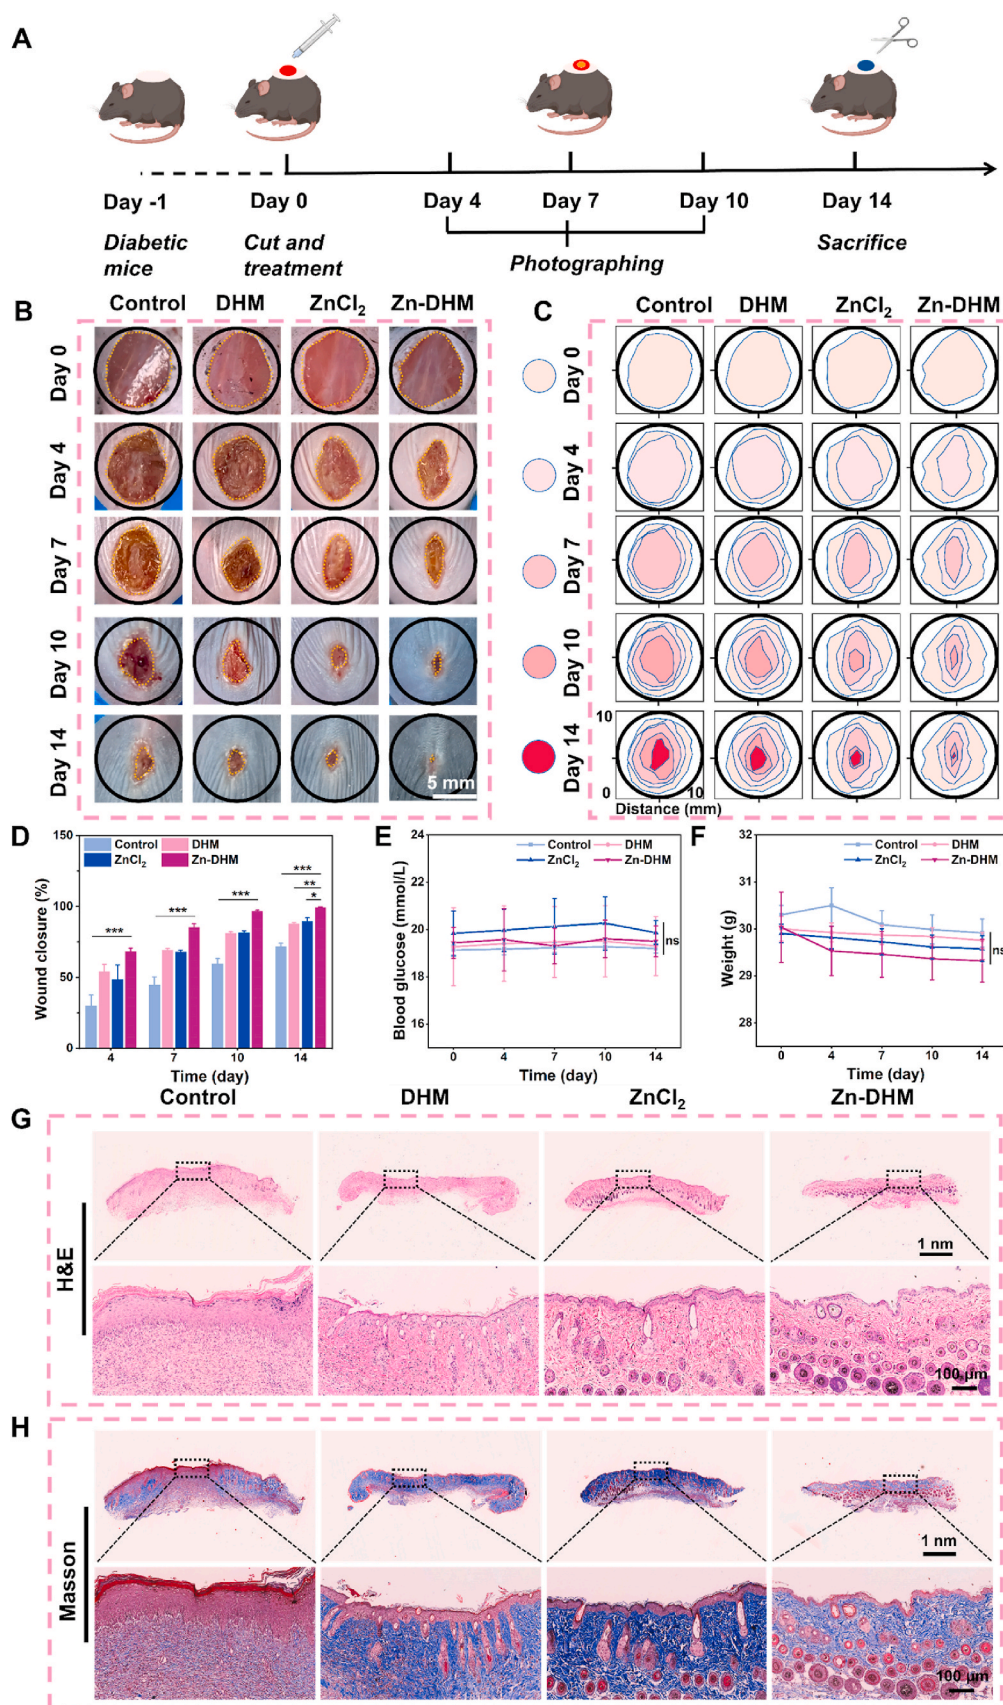 A
Day -1
Day 0
Day 4
Day 7
Day 10
Day 14
Diabetic mice
Cut and treatment
Photographing
Sacrifice
B
Control
DHM
ZnCl₂
Zn-DHM
Day 0
Day 4
Day 7
Day 10
Day 14
5 mm
C
Control
DHM
ZnCl₂
Zn-DHM
Day 0
Day 4
Day 7
Day 10
Day 14
10
0
10
Distance (mm)
D
Wound closure (%)
150
100
50
0
Control
DHM
ZnCl₂
Zn-DHM
***
***
***
***
**
*
4
7
10
14
Time (day)
E
Blood glucose (mmol/L)
24
22
20
18
16
Control
DHM
ZnCl₂
Zn-DHM
ns
0
4
7
10
14
Time (day)
F
Weight (g)
32
31
30
29
28
Control
DHM
ZnCl₂
Zn-DHM
ns
0
4
7
10
14
Time (day)
Control
DHM
ZnCl₂
Zn-DHM
G
H&E
1 nm
100 μm
H
Masson
1 nm
100 μm